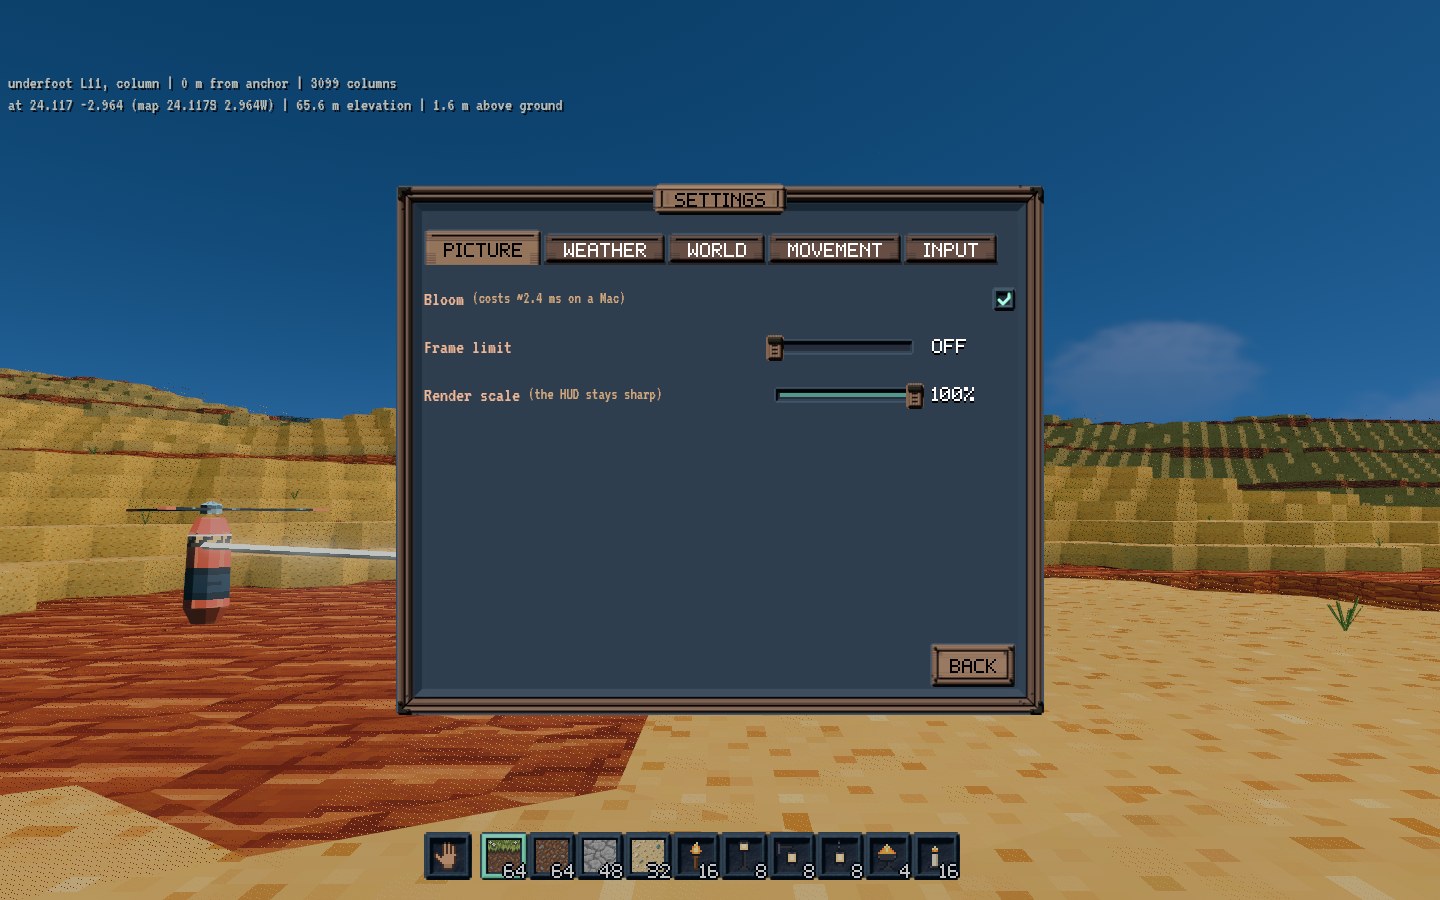 underfoot L11, column | 0 m from anchor | 3099 columns
at 24.117 -2.964 (map 24.117S 2.964W) | 65.6 m elevation | 1.6 m above ground
SETTINGS
PICTURE WEATHER WORLD MOVEMENT INPUT
Bloom (costs ~2.4 ms on a Mac)
Frame limit OFF
Render scale (the HUD stays sharp) 100%
BACK
64 64 48 32 16 8 8 8 4 16